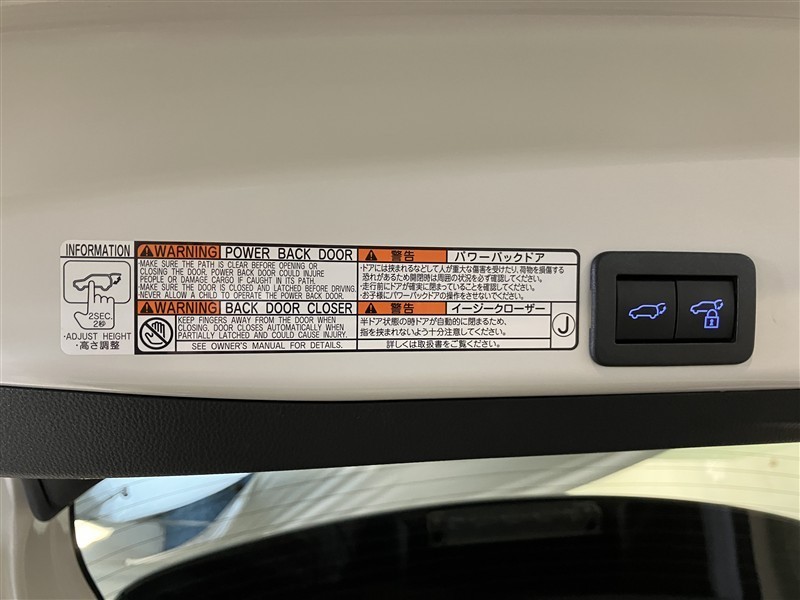 INFORMATION
2SEC.
2秒
・ADJUST HEIGHT
・高さ調整
WARNING POWER BACK DOOR
・MAKE SURE THE PATH IS CLEAR BEFORE OPENING OR
CLOSING THE DOOR. POWER BACK DOOR COULD INJURE
PEOPLE OR DAMAGE CARGO IF CAUGHT IN ITS PATH.
・MAKE SURE THE DOOR IS CLOSED AND LATCHED BEFORE DRIVING.
・NEVER ALLOW A CHILD TO OPERATE THE POWER BACK DOOR.
警告 パワーバックドア
・ドアには挟まれるなどして人が重大な傷害を受けたり、荷物を損傷する
恐れがあるため開閉時は周囲の状況を必ず確認してください。
・走行前にドアが確実に閉まっていることを確認してください。
・お子様にパワーバックドアの操作をさせないでください。
WARNING BACK DOOR CLOSER
KEEP FINGERS AWAY FROM THE DOOR WHEN
CLOSING. DOOR CLOSES AUTOMATICALLY WHEN
PARTIALLY LATCHED AND COULD CAUSE INJURY.
SEE OWNER'S MANUAL FOR DETAILS.
警告 イージークローザー
半ドア状態の時ドアが自動的に閉まるため、
指を挟まれないよう十分注意してください。
詳しくは取扱書をご覧ください。
J